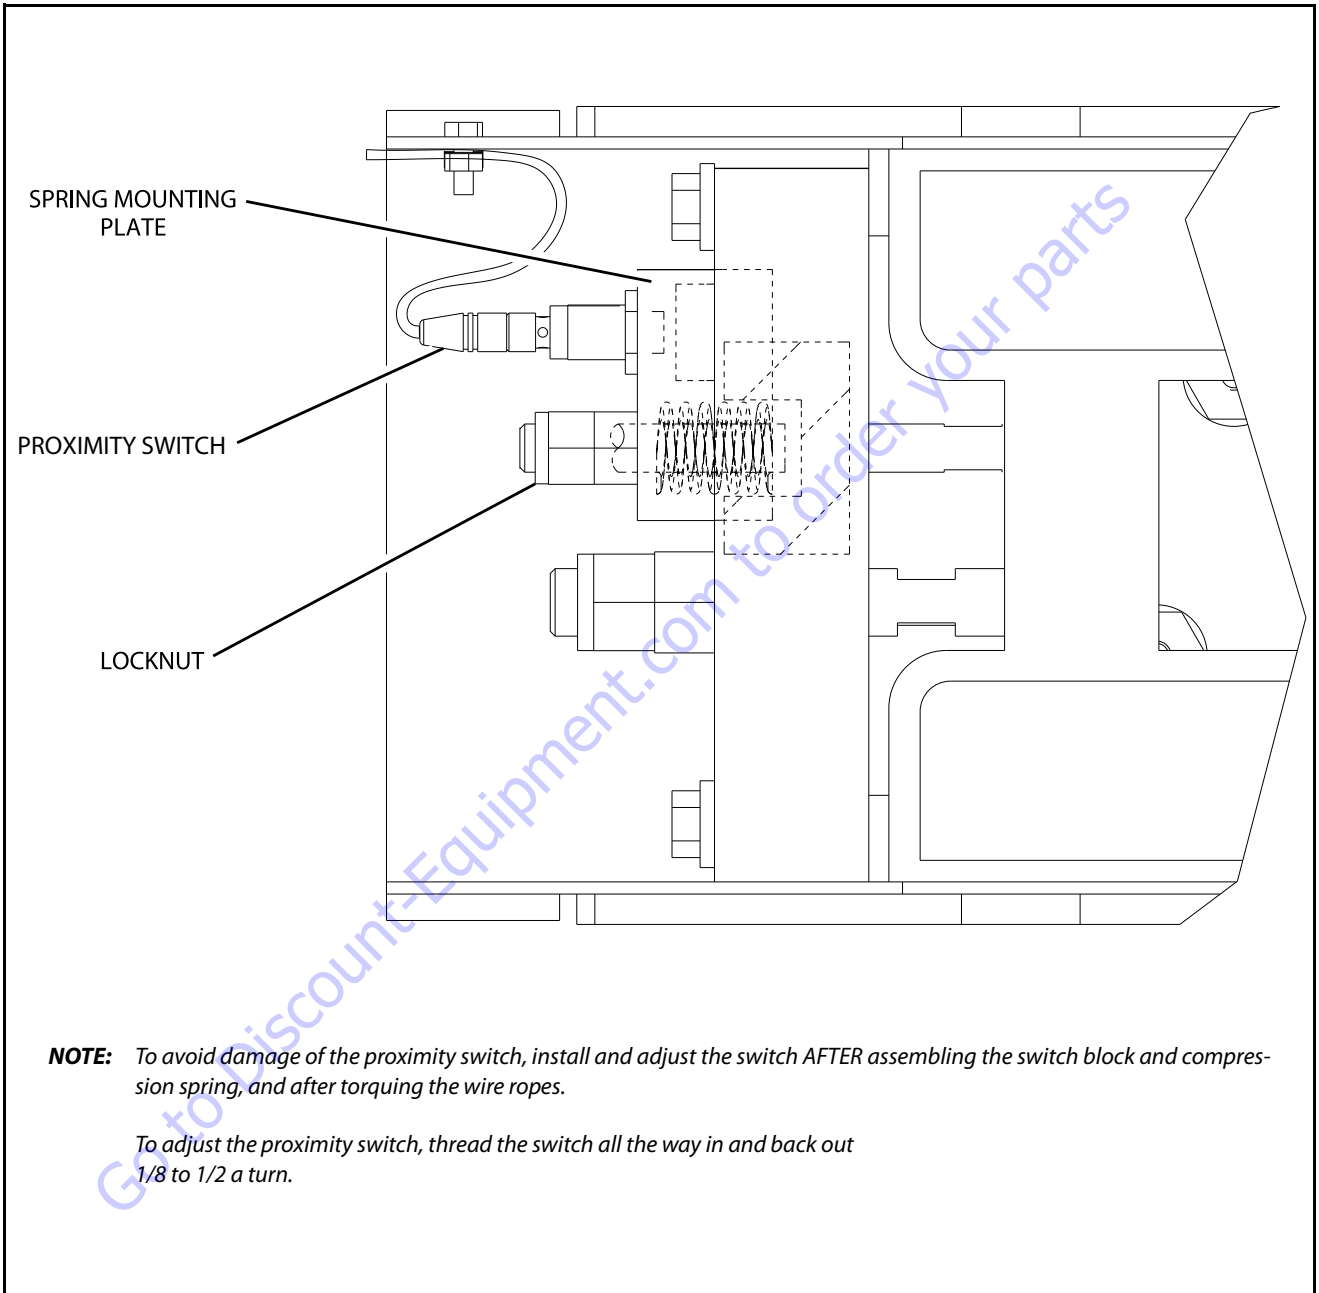 SPRING MOUNTING
PLATE
PROXIMITY SWITCH
LOCKNUT
Go to Discount-Equipment.com to order your parts
NOTE: To avoid damage of the proximity switch, install and adjust the switch AFTER assembling the switch block and compres-
sion spring, and after torquing the wire ropes.
To adjust the proximity switch, thread the switch all the way in and back out
1/8 to 1/2 a turn.